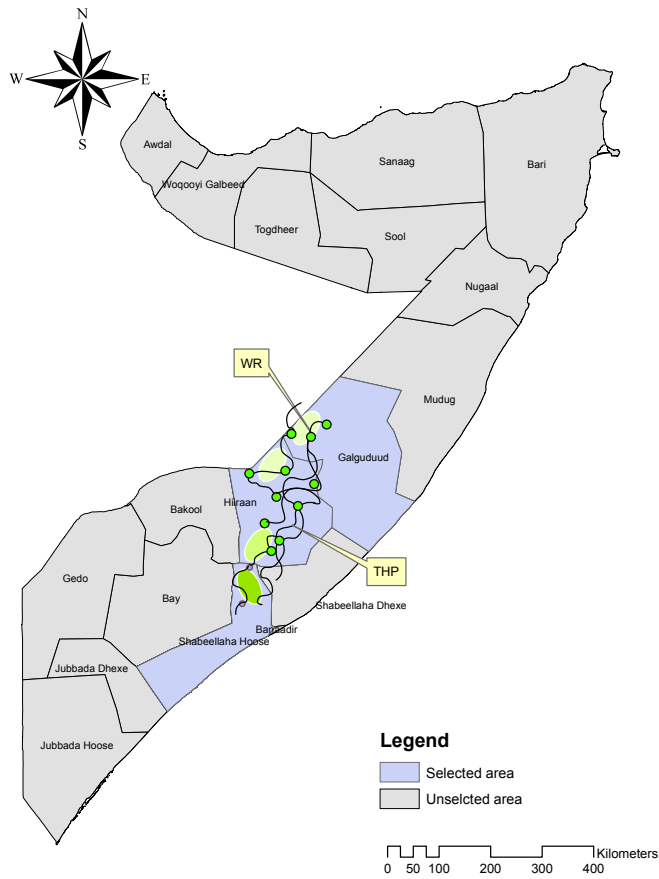 N
W
E
S
Awdal
Woqooyi Galbeed
Sanaag
Bari
Togdheer
Sool
Nugaal
WR
Mudug
Galguduud
Hiiraan
Bakool
THP
Gedo
Bay
Shabeellaha Dhexe
Banaadir
Shabeellaha Hoose
Jubbada Dhexe
Jubbada Hoose
Legend
Selected area
Unselcted area
Kilometers
0 50 100 200 300 400